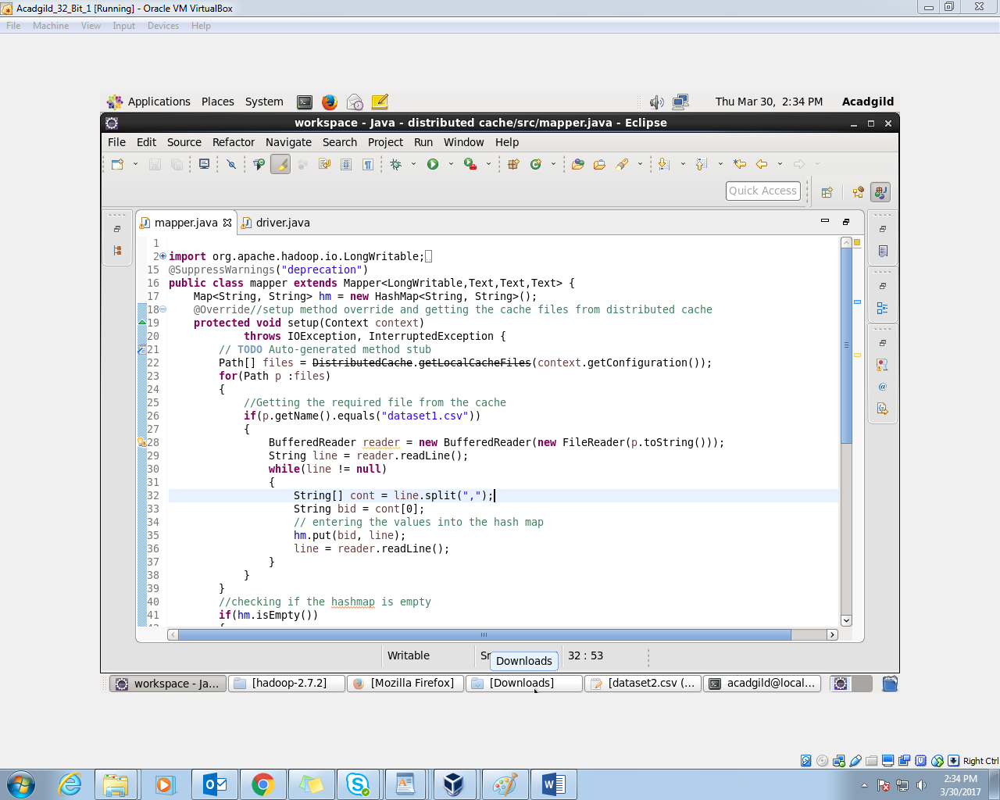 Acadgild_32_Bit_1 [Running] - Oracle VM VirtualBox
File Machine View Input Devices Help
Applications Places System Thu Mar 30, 2:34 PM Acadgild
workspace - Java - distributed cache/src/mapper.java - Eclipse
File Edit Source Refactor Navigate Search Project Run Window Help
Quick Access
mapper.java driver.java
1
2 import org.apache.hadoop.io.LongWritable;
15 @SuppressWarnings("deprecation")
16 public class mapper extends Mapper<LongWritable,Text,Text,Text> {
17 Map<String, String> hm = new HashMap<String, String>();
18 @Override//setup method override and getting the cache files from distributed cache
19 protected void setup(Context context)
20 throws IOException, InterruptedException {
21 // TODO Auto-generated method stub
22 Path[] files = DistributedCache.getLocalCacheFiles(context.getConfiguration());
23 for(Path p :files)
24 {
25 //Getting the required file from the cache
26 if(p.getName().equals("dataset1.csv"))
27 {
28 BufferedReader reader = new BufferedReader(new FileReader(p.toString()));
29 String line = reader.readLine();
30 while(line != null)
31 {
32 String[] cont = line.split(",");
33 String bid = cont[0];
34 // entering the values into the hash map
35 hm.put(bid, line);
36 line = reader.readLine();
37 }
38 }
39 }
40 //checking if the hashmap is empty
41 if(hm.isEmpty())
Writable 32 : 53
Downloads
workspace - Ja... [hadoop-2.7.2] [Mozilla Firefox] [Downloads] [dataset2.csv (... acadgild@local...
Right Ctrl
2:34 PM
3/30/2017